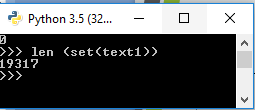 Python 3.5 (32...
0
>>> len (set(text1))
19317
>>>